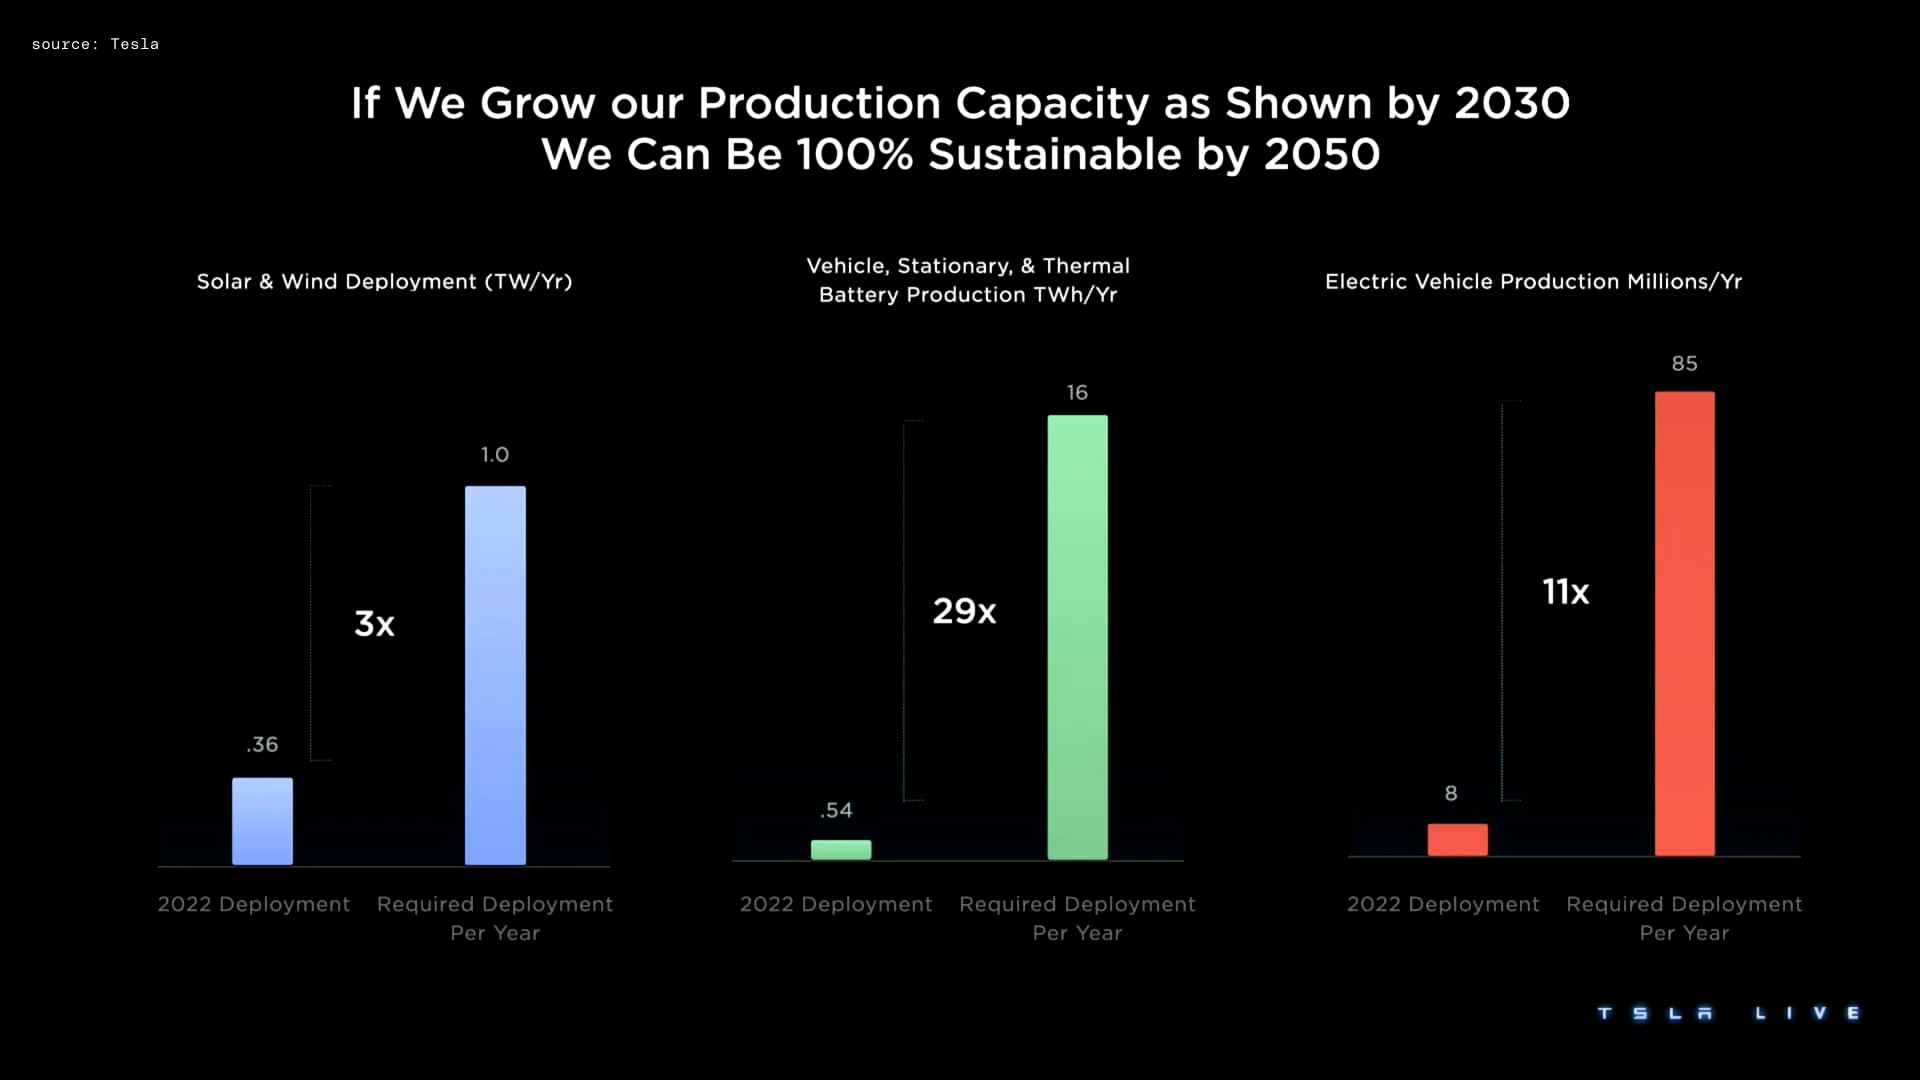 source: Tesla
If We Grow our Production Capacity as Shown by 2030
We Can Be 100% Sustainable by 2050
Solar & Wind Deployment (TW/Yr)
1.0
3x
.36
2022 Deployment
Required Deployment
Per Year
Vehicle, Stationary, & Thermal
Battery Production TWh/Yr
16
29x
.54
2022 Deployment
Required Deployment
Per Year
Electric Vehicle Production Millions/Yr
85
11x
8
2022 Deployment
Required Deployment
Per Year
TSLA LIVE